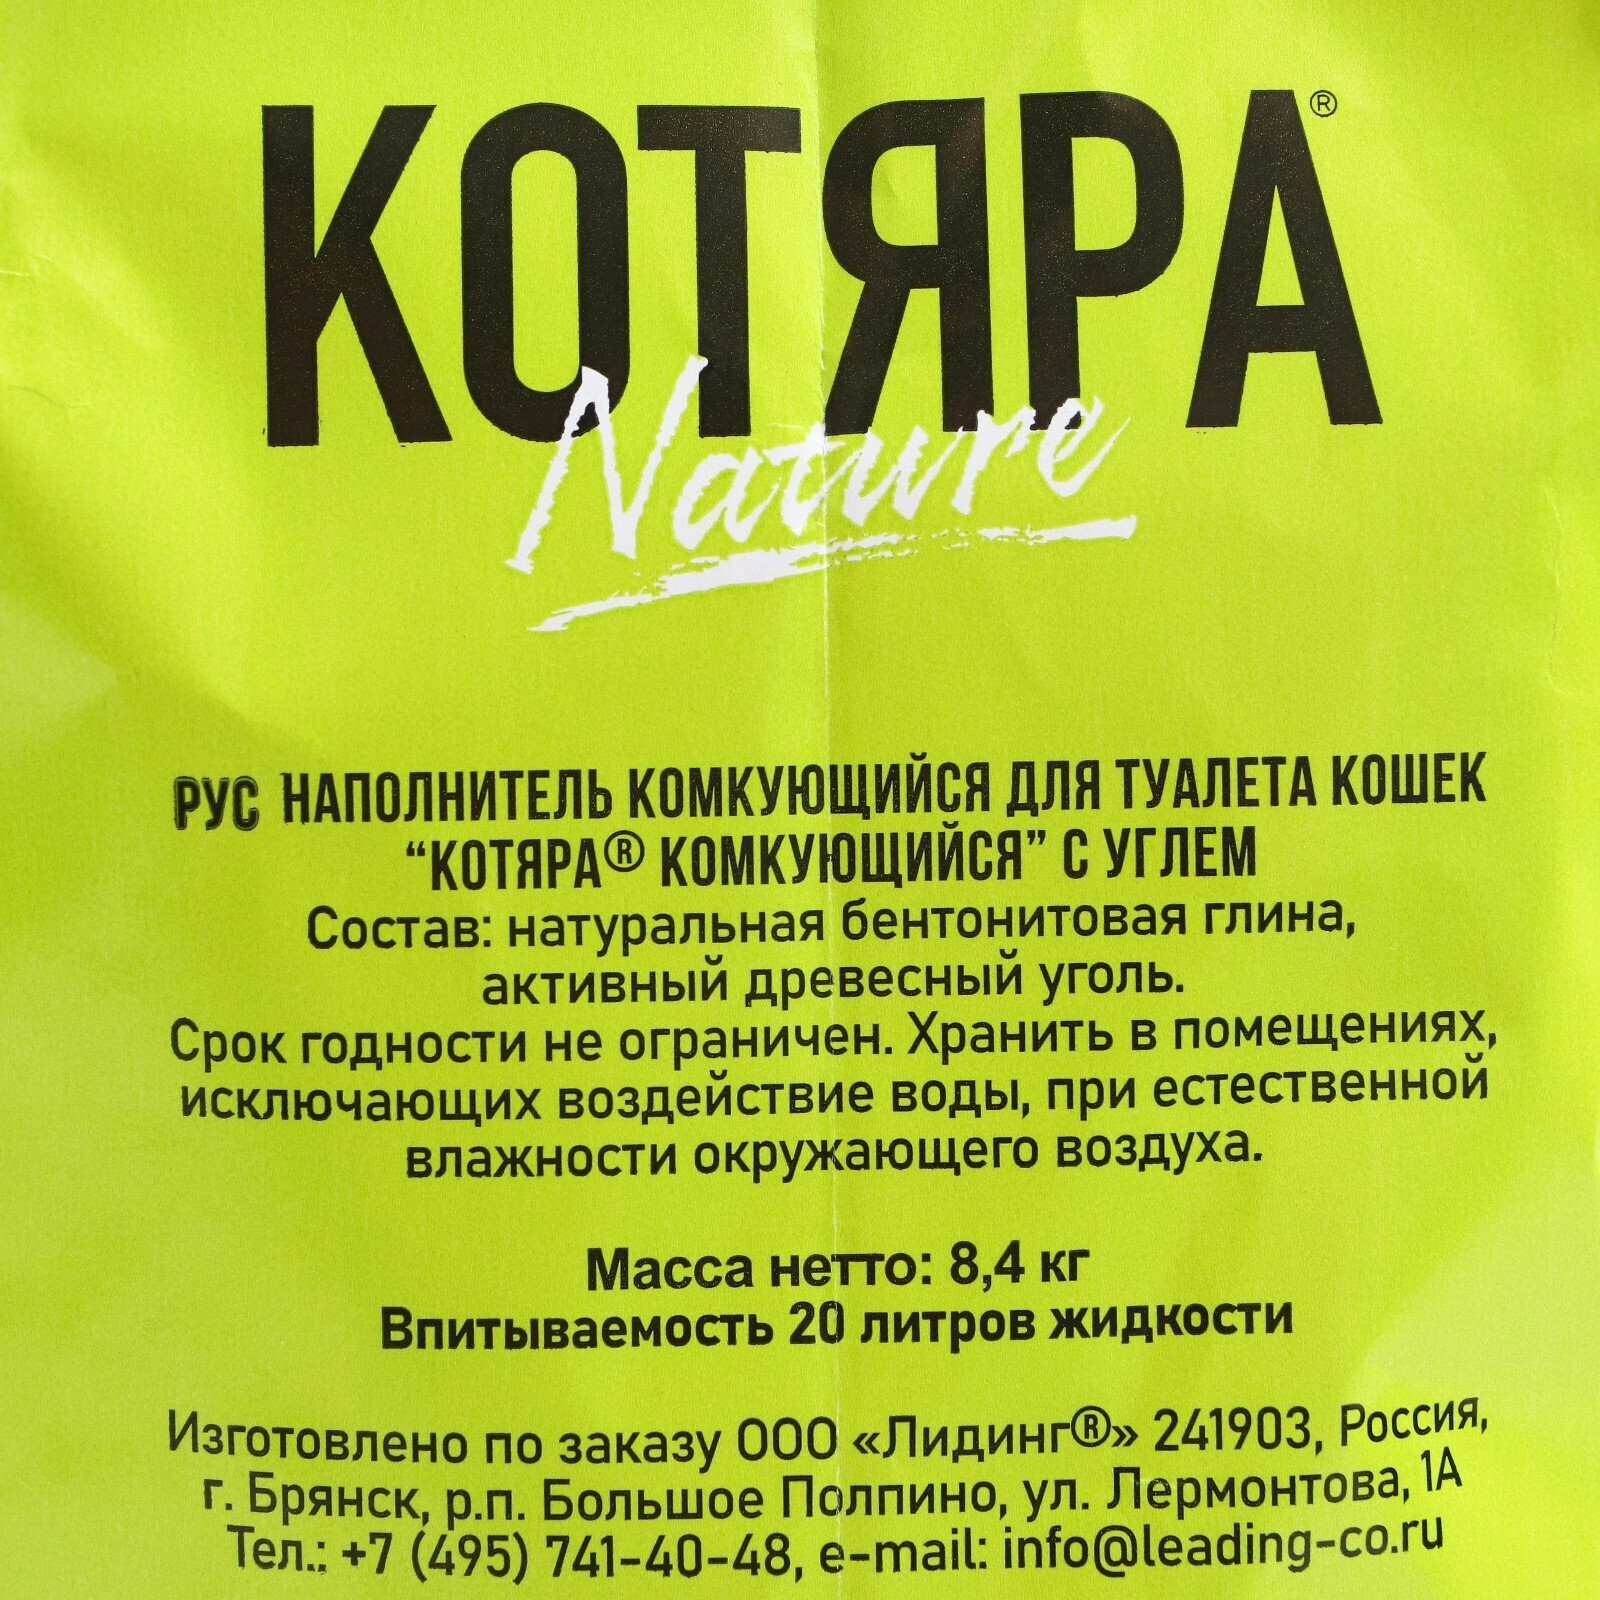 КОТЯРА®
Nature
РУС НАПОЛНИТЕЛЬ КОМКУЮЩИЙСЯ ДЛЯ ТУАЛЕТА КОШЕК
“КОТЯРА® КОМКУЮЩИЙСЯ” С УГЛЕМ
Состав: натуральная бентонитовая глина,
активный древесный уголь.
Срок годности не ограничен. Хранить в помещениях,
исключающих воздействие воды, при естественной
влажности окружающего воздуха.
Масса нетто: 8,4 кг
Впитываемость 20 литров жидкости
Изготовлено по заказу ООО «Лидинг®» 241903, Россия,
г. Брянск, р.п. Большое Полпино, ул. Лермонтова, 1А
Тел.: +7 (495) 741-40-48, e-mail: info@leading-co.ru